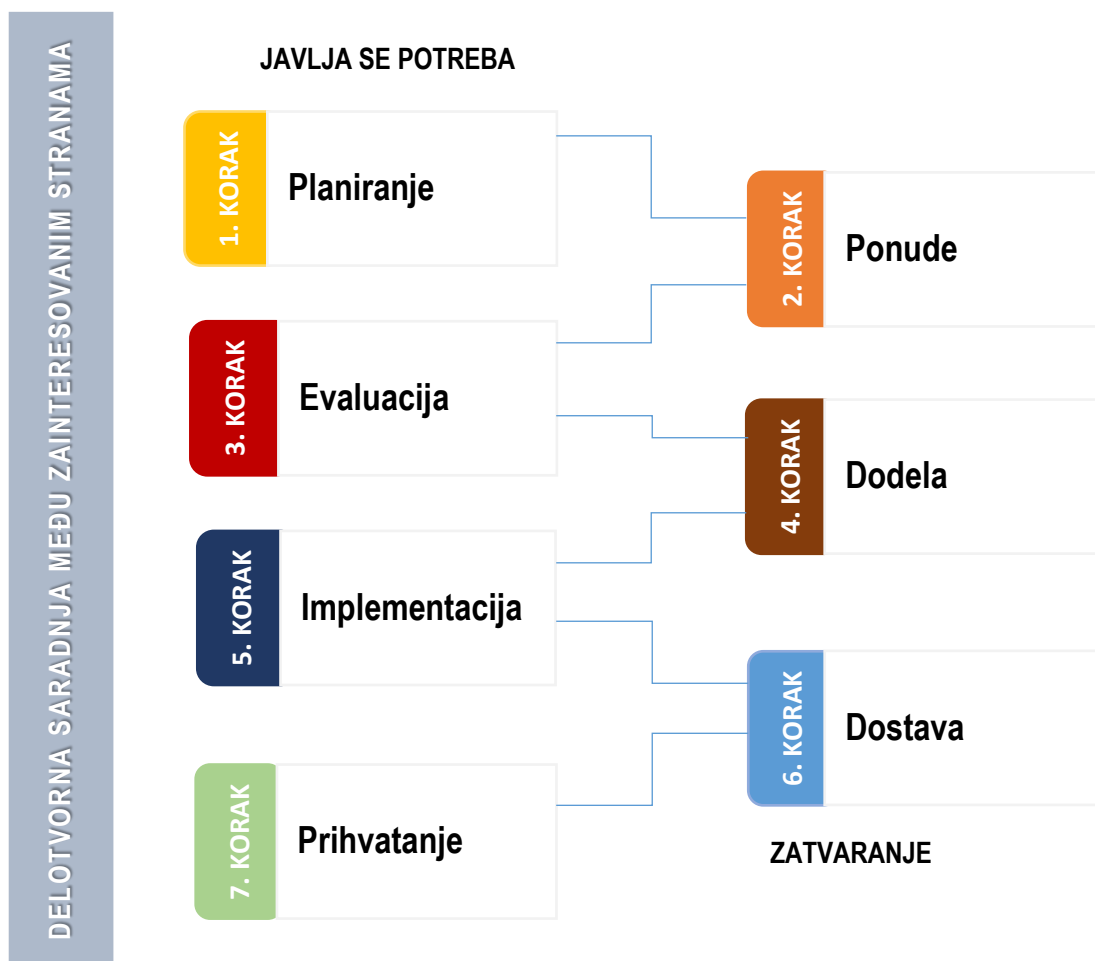 DELOTVORNA SARADNJA MEĐU ZAINTERESOVANIM STRANAMA
JAVLJA SE POTREBA
1. KORAK
Planiranje
2. KORAK
Ponude
3. KORAK
Evaluacija
4. KORAK
Dodela
5. KORAK
Implementacija
6. KORAK
Dostava
7. KORAK
Prihvatanje
ZATVARANJE